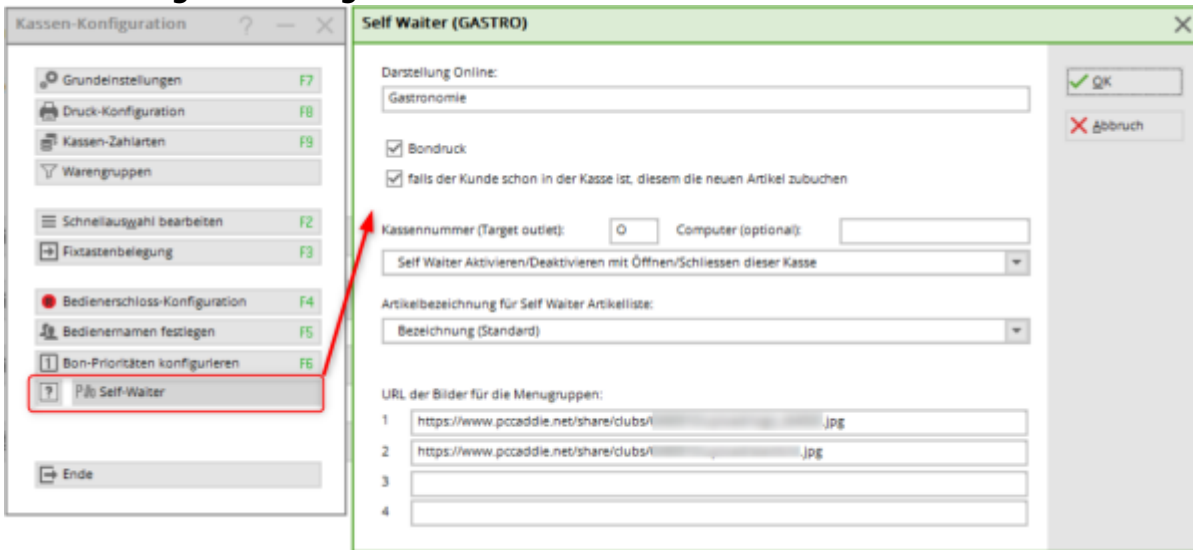 Kassen-Konfiguration
Grundeinstellungen F7
Druck-Konfiguration F8
Kassen-Zahlarten F9
Warengruppen
Schnellauswahl bearbeiten F2
Fixtastenbelegung F3
Bedienerschloss-Konfiguration F4
Bedienernamen festlegen F5
Bon-Prioritäten konfigurieren F6
Self-Waiter
Ende
Self Waiter (GASTRO)
Darstellung Online:
Gastronomie
Bondruck
falls der Kunde schon in der Kasse ist, diesem die neuen Artikel zubuchen
Kassennummer (Target outlet): O Computer (optional):
Self Waiter Aktivieren/Deaktivieren mit Öffnen/Schliessen dieser Kasse
Artikelbezeichnung für Self Waiter Artikelliste:
Bezeichnung (Standard)
URL der Bilder für die Menugruppen:
1 https://www.pccaddie.net/share/clubs/ .jpg
2 https://www.pccaddie.net/share/clubs/ .jpg
3
4
OK
Abbruch